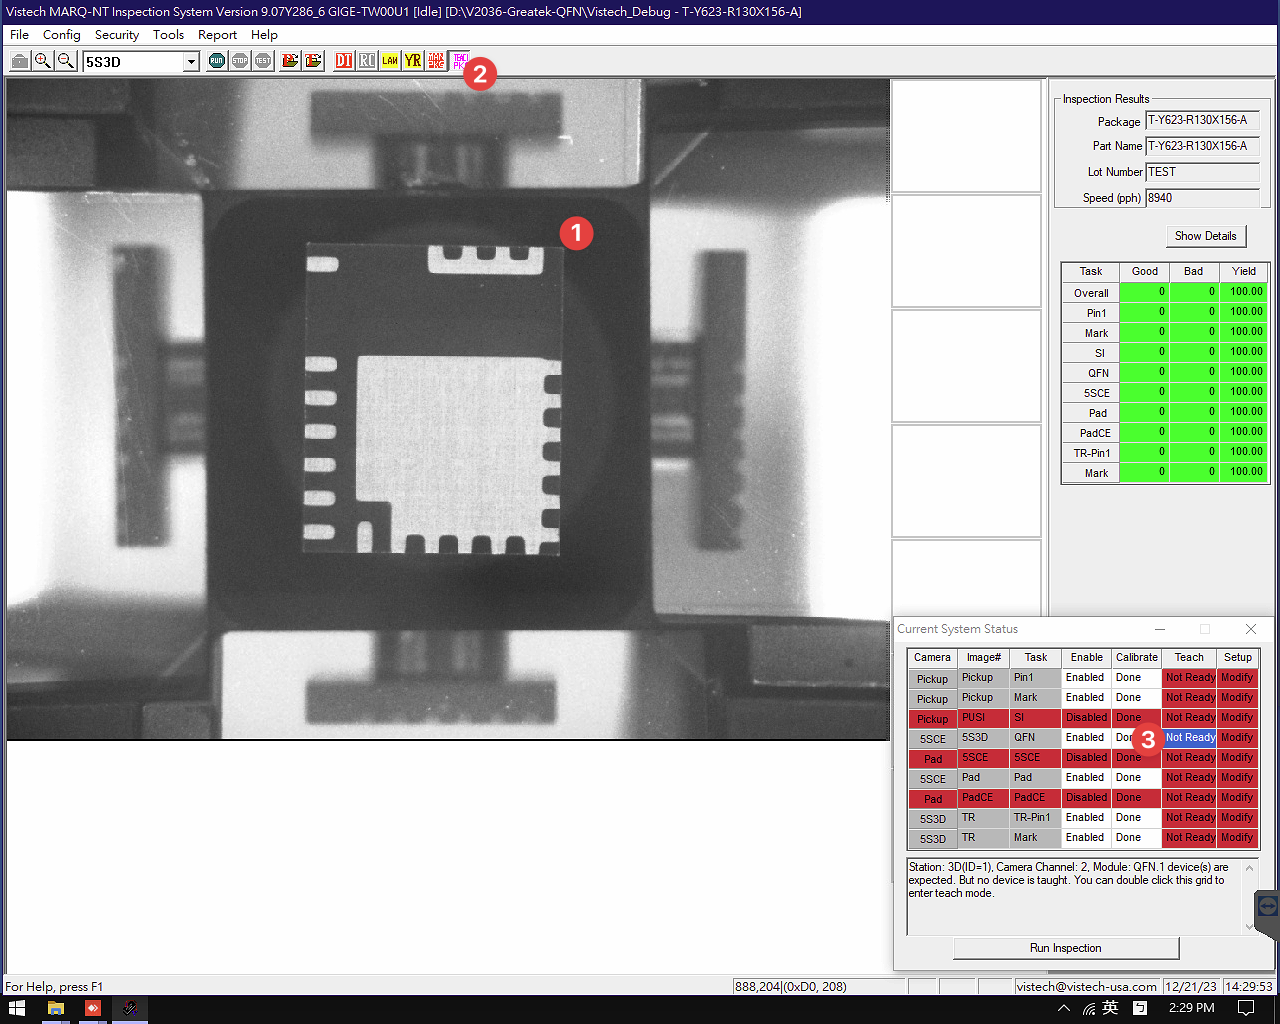 Vistech MARQ-NT Inspection System Version 9.07Y286_6 GIGE-TW00U1 [Idle] [D:\V2036-Greatek-QFN\Vistech_Debug - T-Y623-R130X156-A]
File Config Security Tools Report Help
5S3D RUN STOP TEST DI RC LAW YR TEACH
2
1
Inspection Results
Package T-Y623-R130X156-A
Part Name T-Y623-R130X156-A
Lot Number TEST
Speed (pph) 8940
Show Details
Task Good Bad Yield
Overall 0 0 100.00
Pin1 0 0 100.00
Mark 0 0 100.00
SI 0 0 100.00
QFN 0 0 100.00
5SCE 0 0 100.00
Pad 0 0 100.00
PadCE 0 0 100.00
TR-Pin1 0 0 100.00
Mark 0 0 100.00
Current System Status
Camera Image# Task Enable Calibrate Teach Setup
Pickup Pickup Pin1 Enabled Done Not Ready Modify
Pickup Pickup Mark Enabled Done Not Ready Modify
Pickup PUSI SI Disabled Done Not Ready Modify
5SCE 5S3D QFN Enabled Done 3 Not Ready Modify
Pad 5SCE 5SCE Disabled Done Not Ready Modify
5SCE Pad Pad Enabled Done Not Ready Modify
Pad PadCE PadCE Disabled Done Not Ready Modify
5S3D TR TR-Pin1 Enabled Done Not Ready Modify
5S3D TR Mark Enabled Done Not Ready Modify
Station: 3D(ID=1), Camera Channel: 2, Module: QFN.1 device(s) are
expected. But no device is taught. You can double click this grid to
enter teach mode.
Run Inspection
For Help, press F1 888,204|(0xD0, 208) vistech@vistech-usa.com 12/21/23 14:29:53
英 ㄅ 2:29 PM